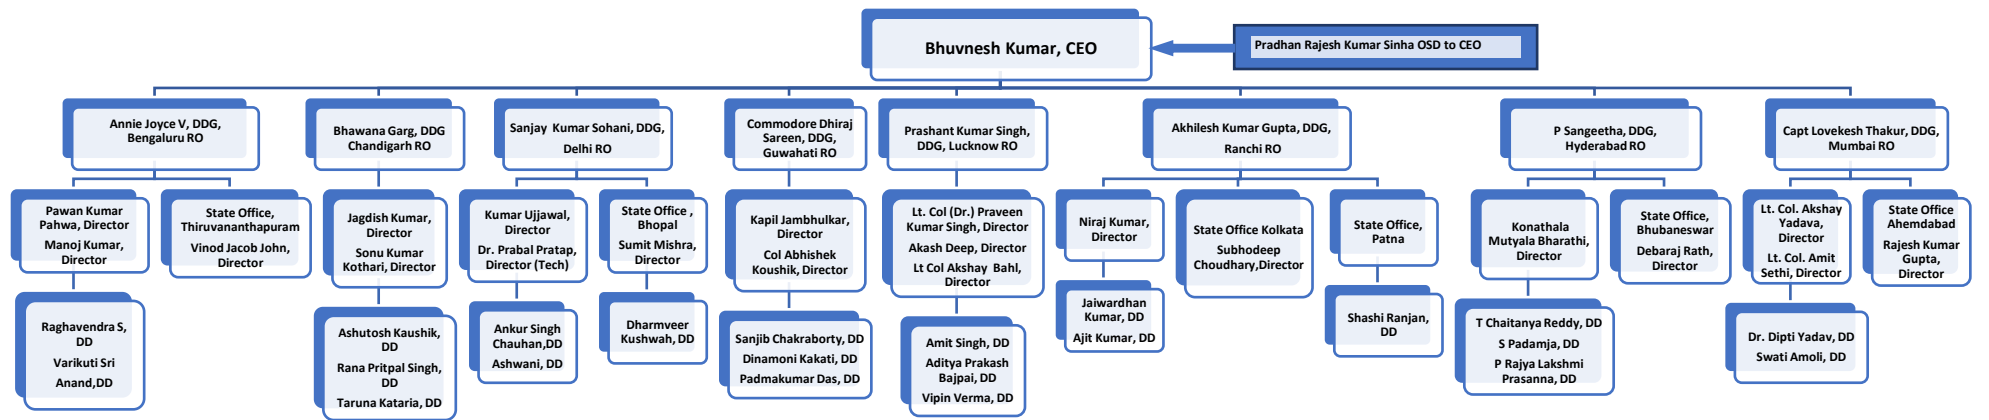 Bhuvnesh Kumar, CEO
Pradhan Rajesh Kumar Sinha OSD to CEO
Annie Joyce V, DDG,
Bengaluru RO
Bhawana Garg, DDG
Chandigarh RO
Sanjay Kumar Sohani, DDG,
Delhi RO
Commodore Dhiraj
Sareen, DDG,
Guwahati RO
Prashant Kumar Singh,
DDG, Lucknow RO
Akhilesh Kumar Gupta, DDG,
Ranchi RO
P Sangeetha, DDG,
Hyderabad RO
Capt Lovekesh Thakur, DDG,
Mumbai RO
Pawan Kumar
Pahwa, Director
Manoj Kumar,
Director
State Office,
Thiruvananthapuram
Vinod Jacob John,
Director
Jagdish Kumar,
Director
Sonu Kumar
Kothari, Director
Kumar Ujjawal,
Director
Dr. Prabal Pratap,
Director (Tech)
State Office ,
Bhopal
Sumit Mishra,
Director
Kapil Jambhulkar,
Director
Col Abhishek
Koushik, Director
Lt. Col (Dr.) Praveen
Kumar Singh, Director
Akash Deep, Director
Lt Col Akshay Bahl,
Director
Niraj Kumar,
Director
State Office Kolkata
Subhodeep
Choudhary,Director
State Office,
Patna
Konathala
Mutyala Bharathi,
Director
State Office,
Bhubaneswar
Debaraj Rath,
Director
Lt. Col. Akshay
Yadava,
Director
Lt. Col. Amit
Sethi, Director
State Office
Ahemdabad
Rajesh Kumar
Gupta,
Director
Raghavendra S,
DD
Varikuti Sri
Anand,DD
Ashutosh Kaushik,
DD
Rana Pritpal Singh,
DD
Taruna Kataria, DD
Ankur Singh
Chauhan,DD
Ashwani, DD
Dharmveer
Kushwah, DD
Sanjib Chakraborty, DD
Dinamoni Kakati, DD
Padmakumar Das, DD
Amit Singh, DD
Aditya Prakash
Bajpai, DD
Vipin Verma, DD
Jaiwardhan
Kumar, DD
Ajit Kumar, DD
Shashi Ranjan,
DD
T Chaitanya Reddy, DD
S Padamja, DD
P Rajya Lakshmi
Prasanna, DD
Dr. Dipti Yadav, DD
Swati Amoli, DD